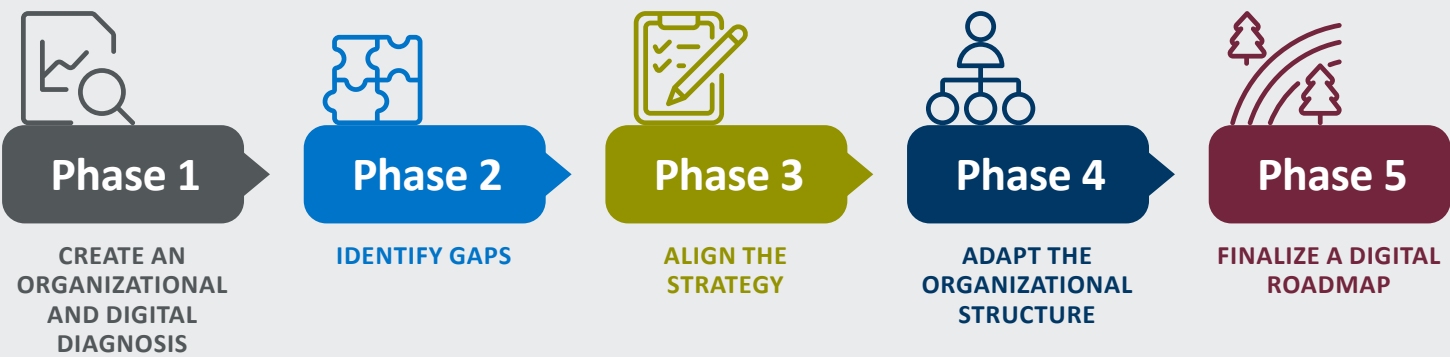 Phase 1
CREATE AN
ORGANIZATIONAL
AND DIGITAL
DIAGNOSIS
Phase 2
IDENTIFY GAPS
Phase 3
ALIGN THE
STRATEGY
Phase 4
ADAPT THE
ORGANIZATIONAL
STRUCTURE
Phase 5
FINALIZE A DIGITAL
ROADMAP